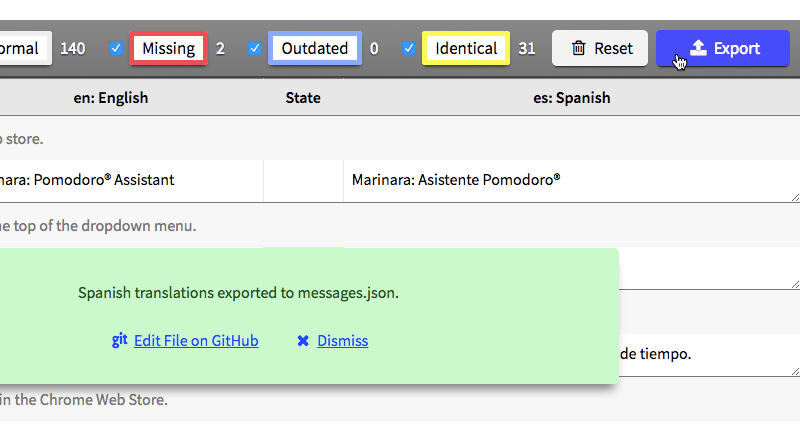 ormal 140 Missing 2 Outdated 0 Identical 31 Reset Export
en: English State es: Spanish
store.
nara: Pomodoro® Assistant Marinara: Asistente Pomodoro®
he top of the dropdown menu.
Spanish translations exported to messages.json.
de tiempo.
git Edit File on GitHub ✖ Dismiss
in the Chrome Web Store.